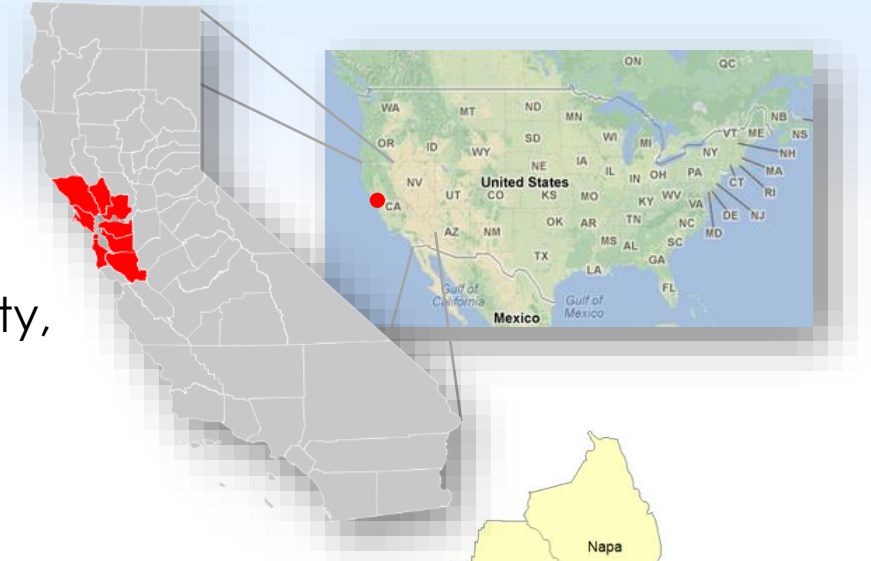 ON
QC
WA
MT
ND
MN
NB
OR
ID
SD
WI
MI
VT
ME
NS
WY
NY
NH
IA
NE
MA
NV
IL
IN
OH
PA
CT
RI
United States
UT
CO
KS
MO
KY
WV
VA
CA
DE
NJ
OK
AR
TN
NC
MD
AZ
NM
MS
AL
SC
TX
GA
LA
FL
Gulf of
California
Gulf of
Mexico
Mexico
ty,
Napa